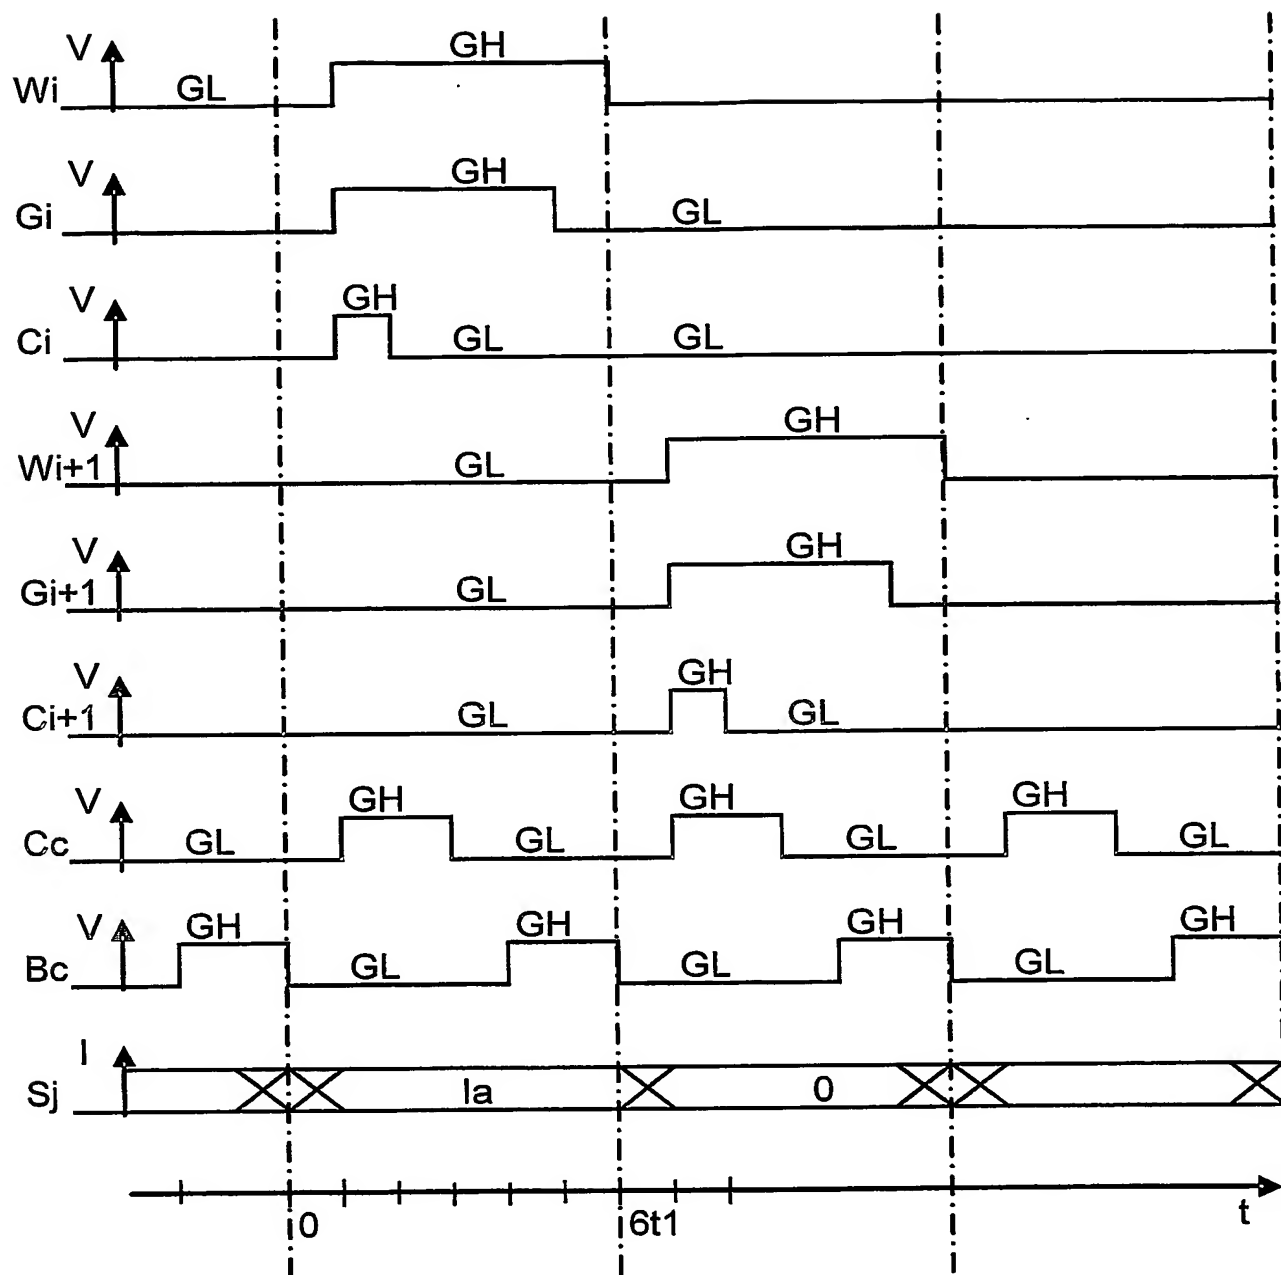 V GH
Wi GL
V GH
Gi GL
V GH
Ci GL GL
V GH
Wi+1 GL
V GH
Gi+1 GL
V GH
Ci+1 GL GL
V GH GH GH
Cc GL GL GL GL
V GH GH GH GH
Bc GL GL GL
I
Sj Ia 0
0 6t1 t